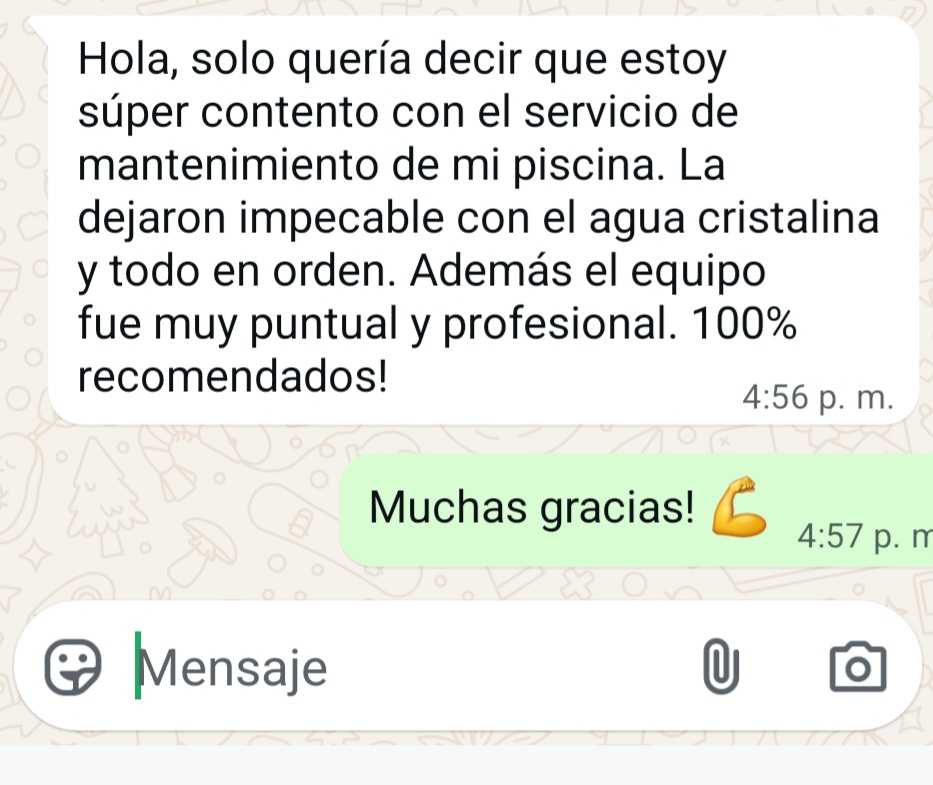 Hola, solo quería decir que estoy
súper contento con el servicio de
mantenimiento de mi piscina. La
dejaron impecable con el agua cristalina
y todo en orden. Además el equipo
fue muy puntual y profesional. 100%
recomendados!
4:56 p. m.
Muchas gracias! 💪
4:57 p. m
Mensaje